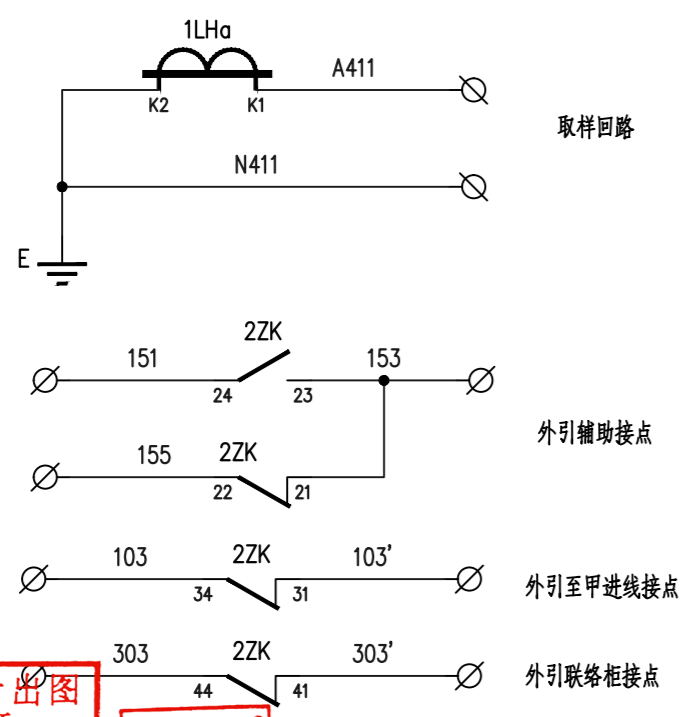 1LHa
A411
K2 K1
取样回路
N411
E
2ZK
151 153
24 23
外引辅助接点
155 2ZK
22 21
103 2ZK 103'
34 31
外引至甲进线接点
303 2ZK 303'
44 41
外引联络柜接点
出图